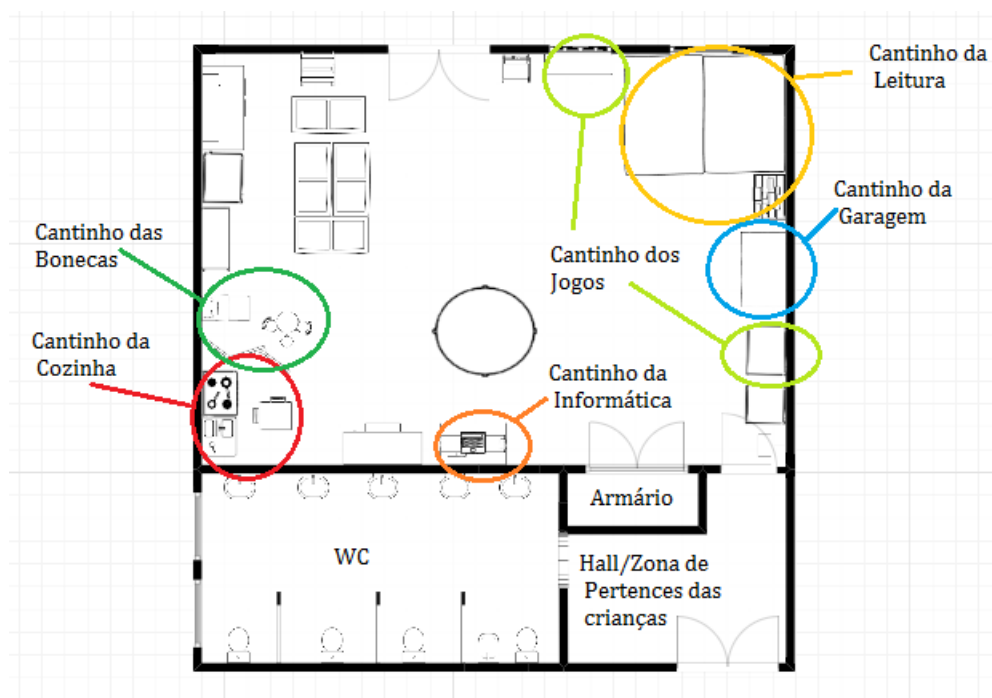 Cantinho da
Leitura
Cantinho da
Garagem
Cantinho das
Bonecas
Cantinho dos
Jogos
Cantinho da
Cozinha
Cantinho da
Informática
Armário
WC
Hall/Zona de
Pertences das
crianças